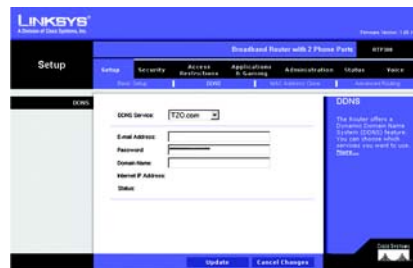 LINKSYS®
A Division of Cisco Systems, Inc.
Broadband Router with 2 Phone Ports
RTP300
Setup
Setup
Security
Access Restrictions
Applications & Gaming
Administration
Status
Voice
Basic Setup
DDNS
MAC Address Clone
Advanced Routing
DDNS
DDNS Service:
TZO.com
E-mail Address:
Password:
Domain Name:
Internet IP Address:
Status:
DDNS
The Router offers a
Dynamic Domain Name
System (DDNS) feature.
You can choose which
services you want to use.
More...
Update
Cancel Changes
Cisco Systems